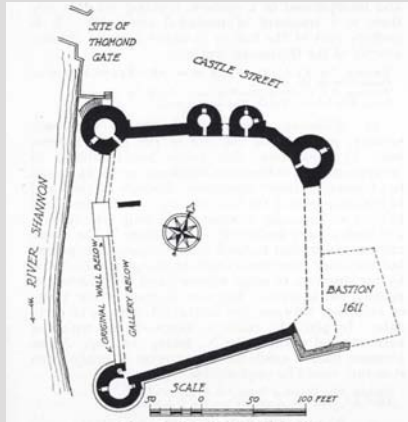 SITE OF
THOMOND
GATE
CASTLE STREET
RIVER SHANNON
ORIGINAL WALL BELOW
GALLERY BELOW
BASTION
1611
SCALE
50 0 50 100 FEET